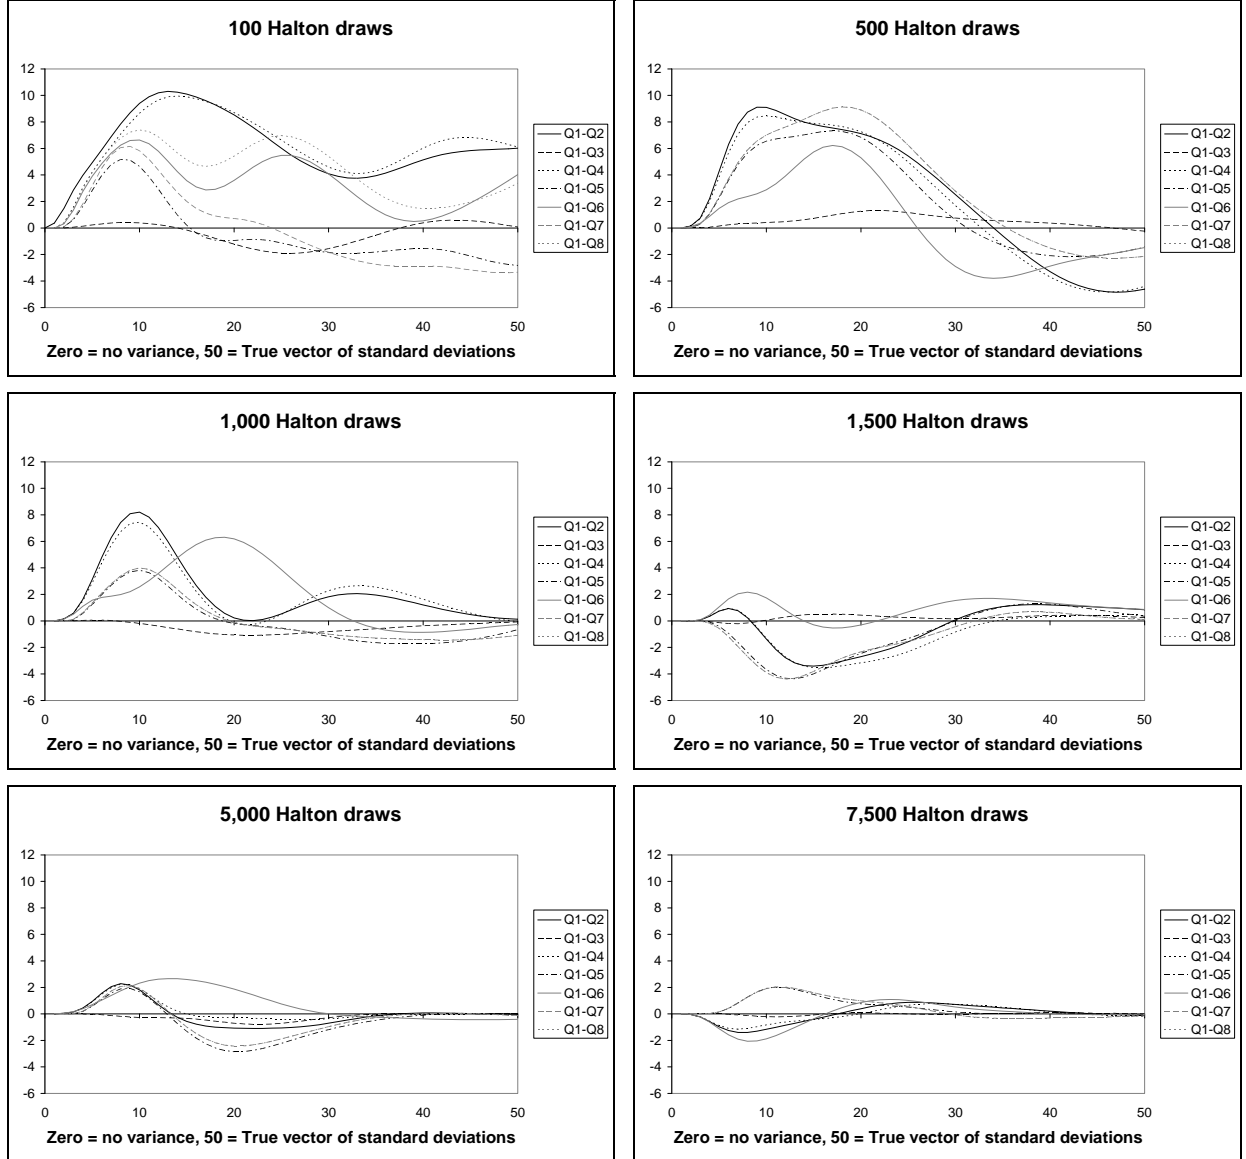 100 Halton draws
12
10
8
6
4
2
0
-2
-4
-6
0 10 20 30 40 50
Zero = no variance, 50 = True vector of standard deviations
Q1-Q2
Q1-Q3
Q1-Q4
Q1-Q5
Q1-Q6
Q1-Q7
Q1-Q8
500 Halton draws
12
10
8
6
4
2
0
-2
-4
-6
0 10 20 30 40 50
Zero = no variance, 50 = True vector of standard deviations
Q1-Q2
Q1-Q3
Q1-Q4
Q1-Q5
Q1-Q6
Q1-Q7
Q1-Q8
1,000 Halton draws
12
10
8
6
4
2
0
-2
-4
-6
0 10 20 30 40 50
Zero = no variance, 50 = True vector of standard deviations
Q1-Q2
Q1-Q3
Q1-Q4
Q1-Q5
Q1-Q6
Q1-Q7
Q1-Q8
1,500 Halton draws
12
10
8
6
4
2
0
-2
-4
-6
0 10 20 30 40 50
Zero = no variance, 50 = True vector of standard deviations
Q1-Q2
Q1-Q3
Q1-Q4
Q1-Q5
Q1-Q6
Q1-Q7
Q1-Q8
5,000 Halton draws
12
10
8
6
4
2
0
-2
-4
-6
0 10 20 30 40 50
Zero = no variance, 50 = True vector of standard deviations
Q1-Q2
Q1-Q3
Q1-Q4
Q1-Q5
Q1-Q6
Q1-Q7
Q1-Q8
7,500 Halton draws
12
10
8
6
4
2
0
-2
-4
-6
0 10 20 30 40 50
Zero = no variance, 50 = True vector of standard deviations
Q1-Q2
Q1-Q3
Q1-Q4
Q1-Q5
Q1-Q6
Q1-Q7
Q1-Q8